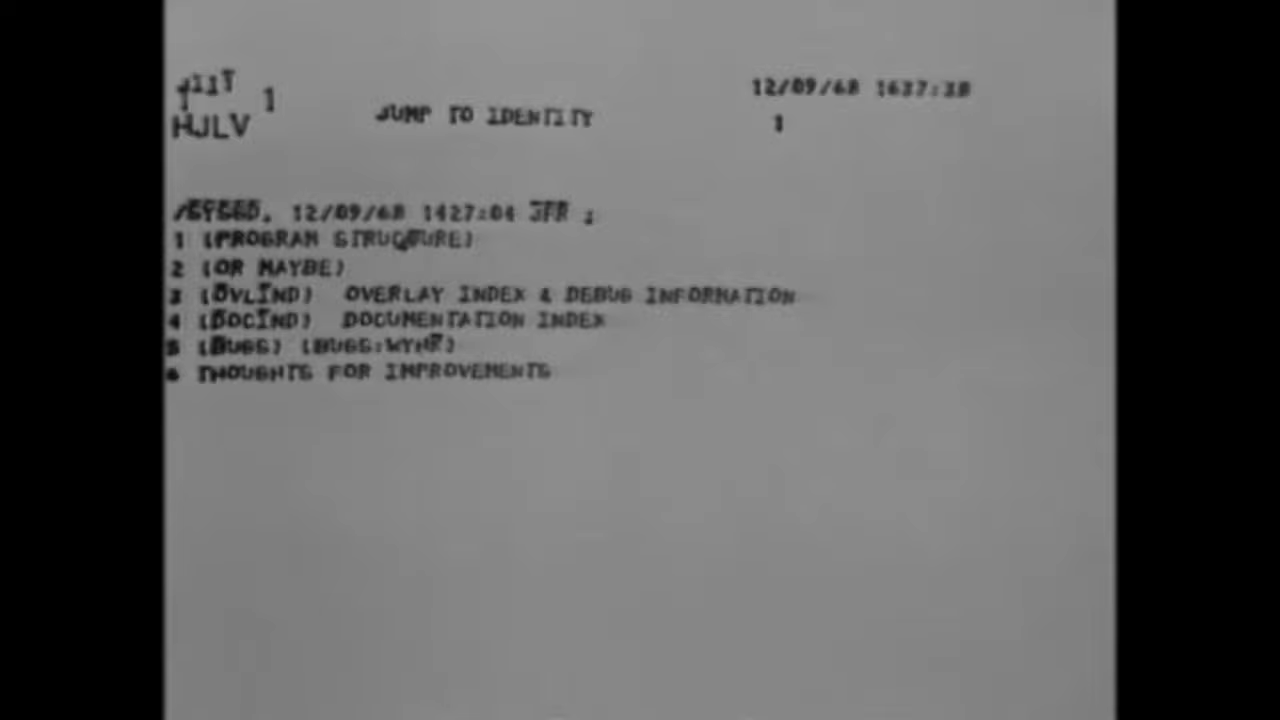 12/09/68 1637:38
1
HJLV
JUMP TO IDENTITY
1
12/09/68 1427:04 JFR ;
1 (PROGRAM STRUCTURE)
2 (OR MAYBE)
3 (OVLIND) OVERLAY INDEX & DEBUG INFORMATION
4 (DOCIND) DOCUMENTATION INDEX
5 (BUGS)
6 THOUGHTS FOR IMPROVEMENTS